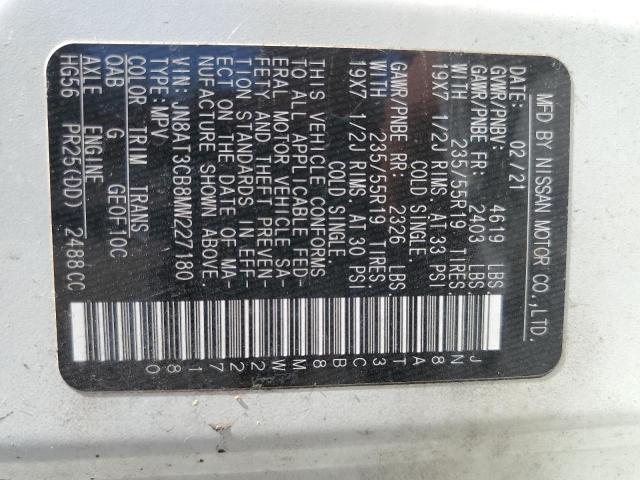 MFD BY NISSAN MOTOR CO.,LTD.
02/21
GVWR/PNBV: 4619 LBS
GAWR/PNBE FR: 2403 LBS.
WITH 235/55R19 TIRES.
19X7 1/2J RIMS. AT 33 PSI
COLD SINGLE.
GAWR/PNBE RR: 2326 LBS
WITH 235/55R19 TIRES.
19X7 1/2J RIMS. AT 30 PSI
COLD SINGLE.
THIS VEHICLE CONFORMS
TO ALL APPLICABLE FED-
ERAL MOTOR VEHICLE SA-
FETY AND THEFT PREVEN-
TION STANDARDS IN EFF-
ECT ON THE DATE OF MA-
NUFACTURE SHOWN ABOVE.
VIN: JN8AT3CB8MW227180
TYPE: MPV
COLOR TRIM TRANS
QAB G GE0F10C
AXLE ENGINE
HG56 PR25(DD) 2488CC
JN8AT3CB8MW227180